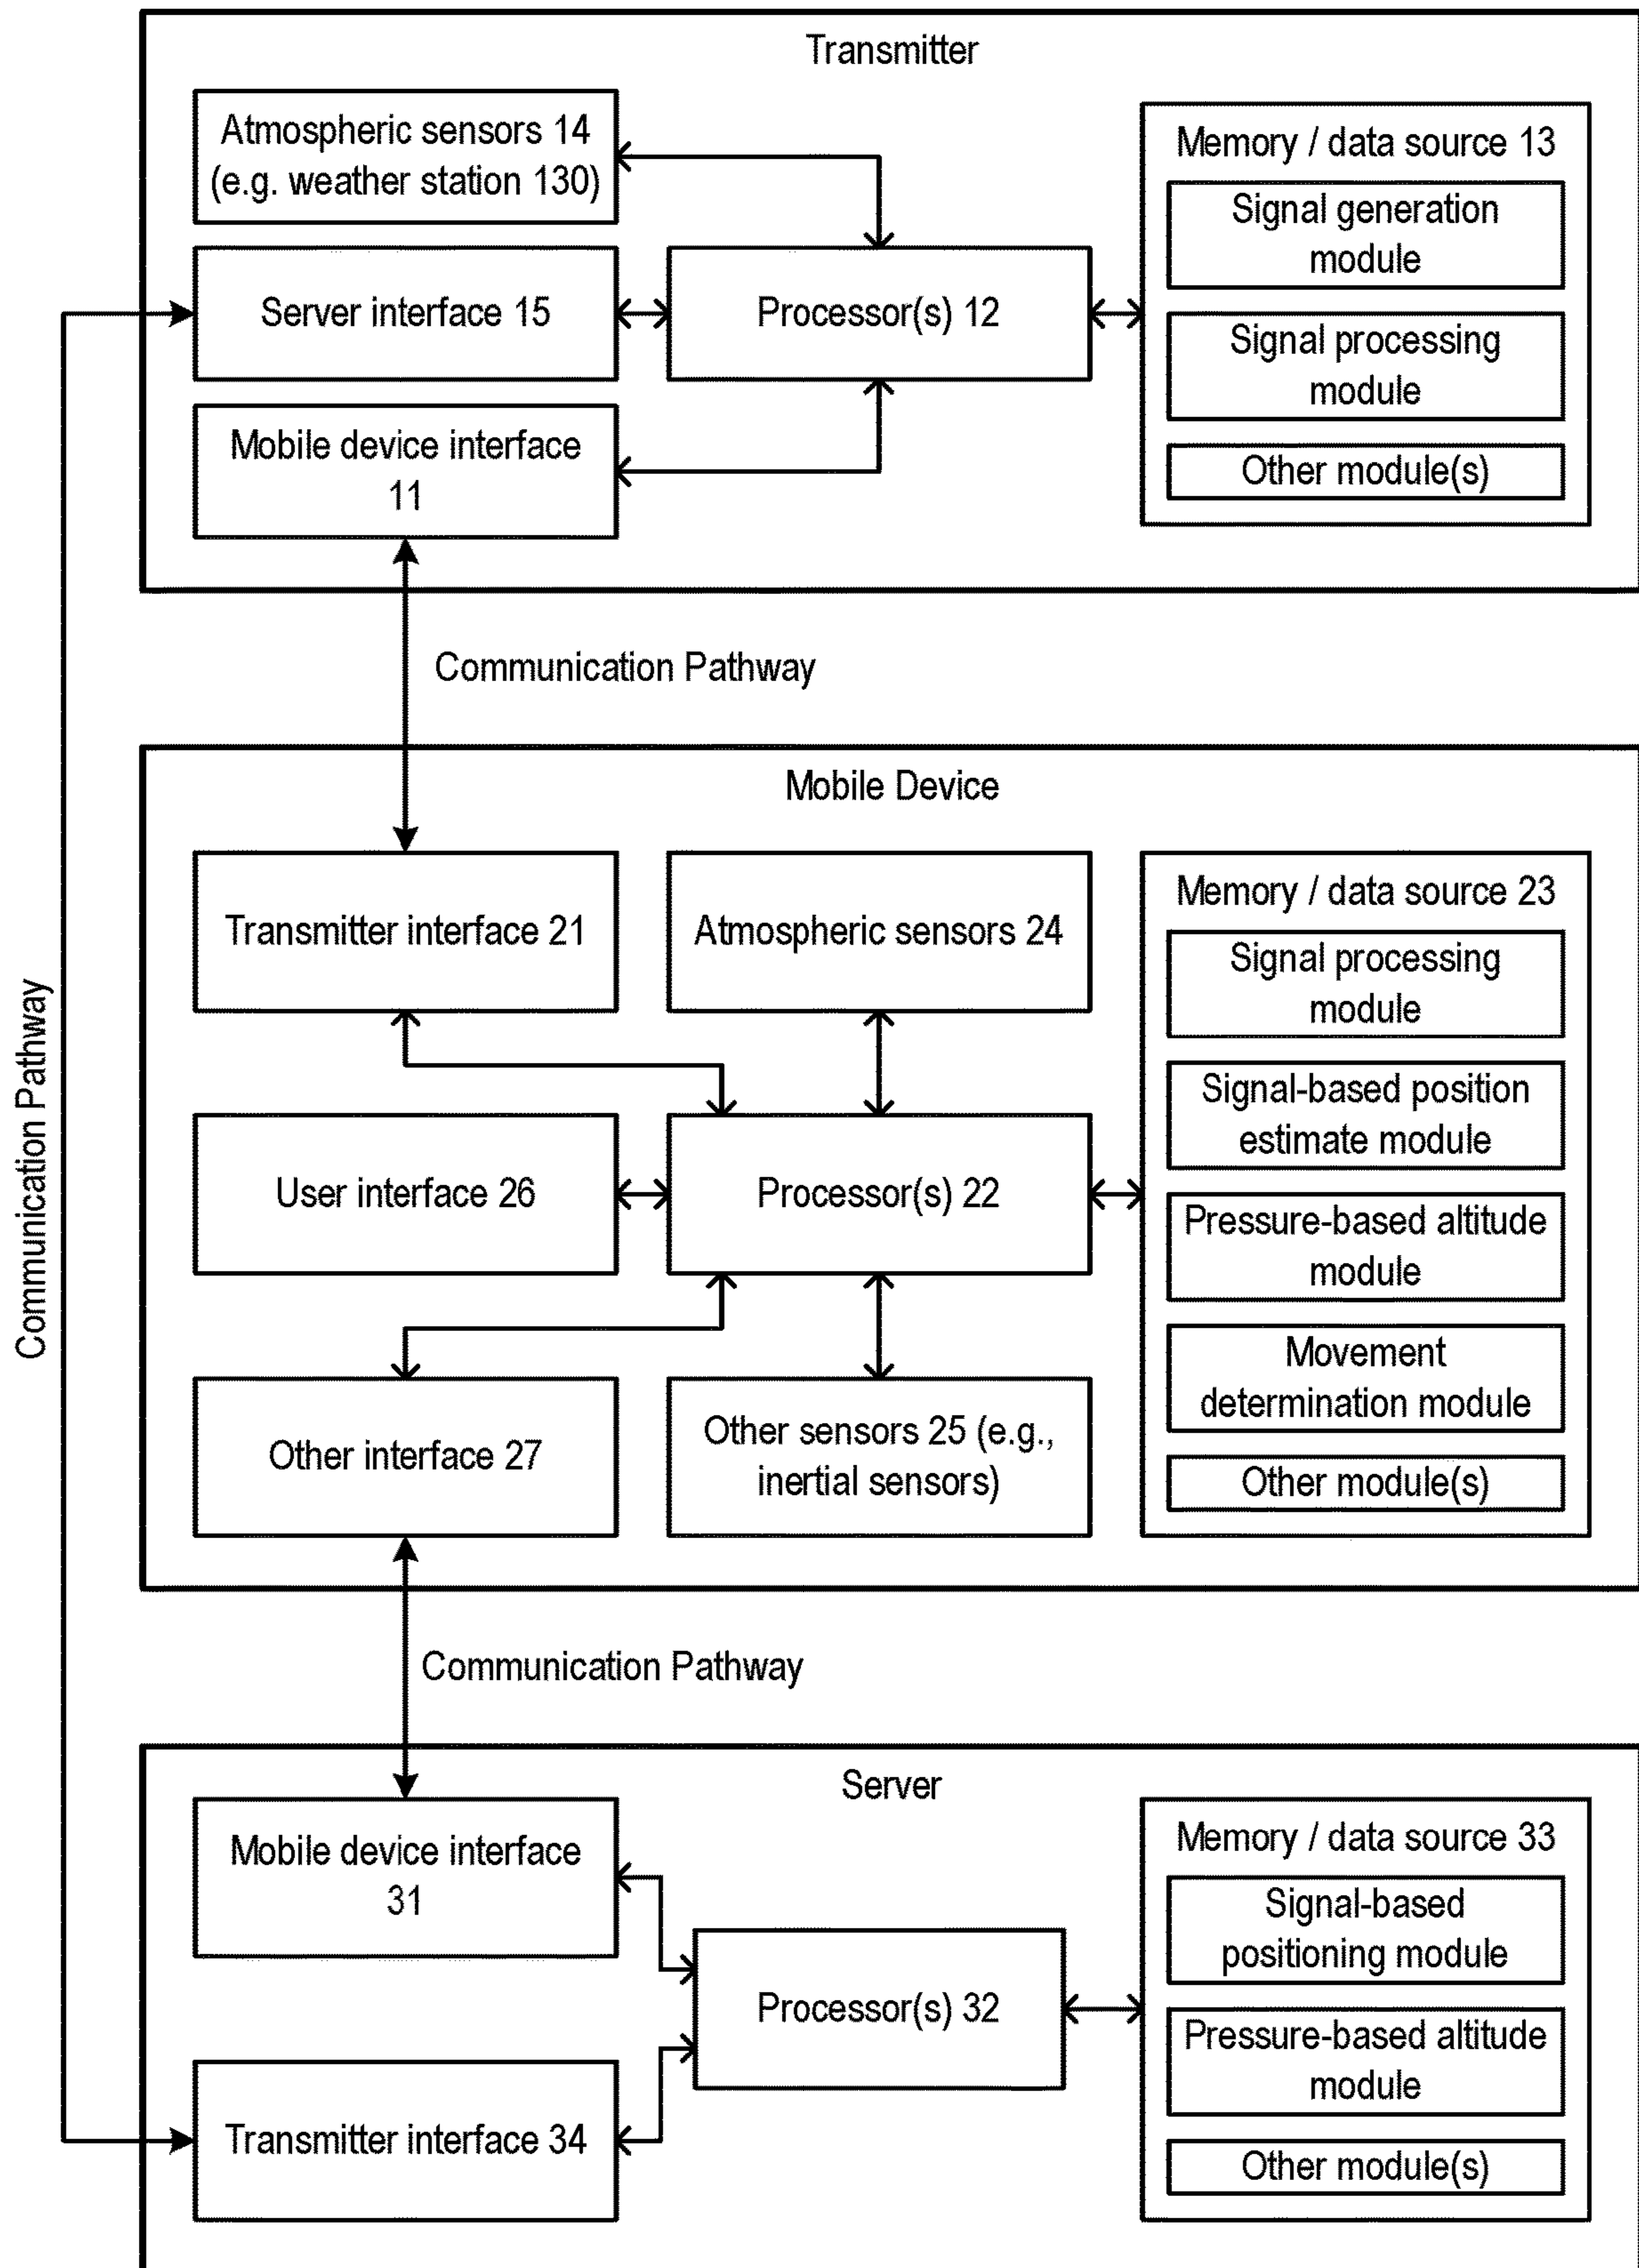 Transmitter
Atmospheric sensors 14
(e.g. weather station 130)
Server interface 15
Mobile device interface
11
Processor(s) 12
Memory / data source 13
Signal generation
module
Signal processing
module
Other module(s)
Communication Pathway
Communication Pathway
Mobile Device
Transmitter interface 21
Atmospheric sensors 24
User interface 26
Processor(s) 22
Other interface 27
Other sensors 25 (e.g.,
inertial sensors)
Memory / data source 23
Signal processing
module
Signal-based position
estimate module
Pressure-based altitude
module
Movement
determination module
Other module(s)
Communication Pathway
Server
Mobile device interface
31
Processor(s) 32
Transmitter interface 34
Memory / data source 33
Signal-based
positioning module
Pressure-based altitude
module
Other module(s)